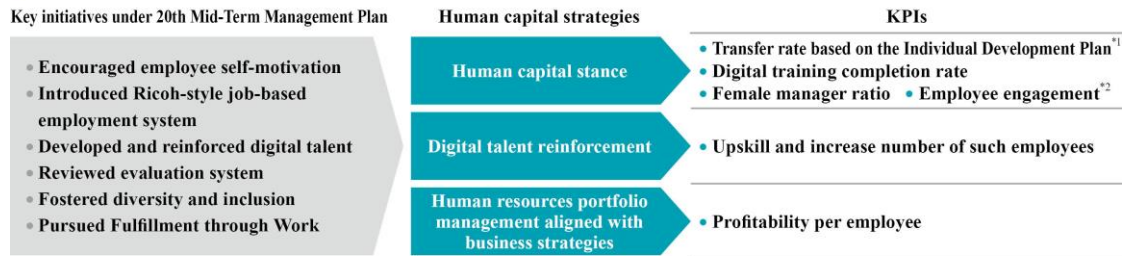 Key initiatives under 20th Mid-Term Management Plan
Human capital strategies
KPIs
• Encouraged employee self-motivation
• Introduced Ricoh-style job-based
employment system
• Developed and reinforced digital talent
• Reviewed evaluation system
• Fostered diversity and inclusion
• Pursued Fulfillment through Work
Human capital stance
• Transfer rate based on the Individual Development Plan*1
• Digital training completion rate
• Female manager ratio • Employee engagement*2
Digital talent reinforcement
• Upskill and increase number of such employees
Human resources portfolio
management aligned with
business strategies
• Profitability per employee